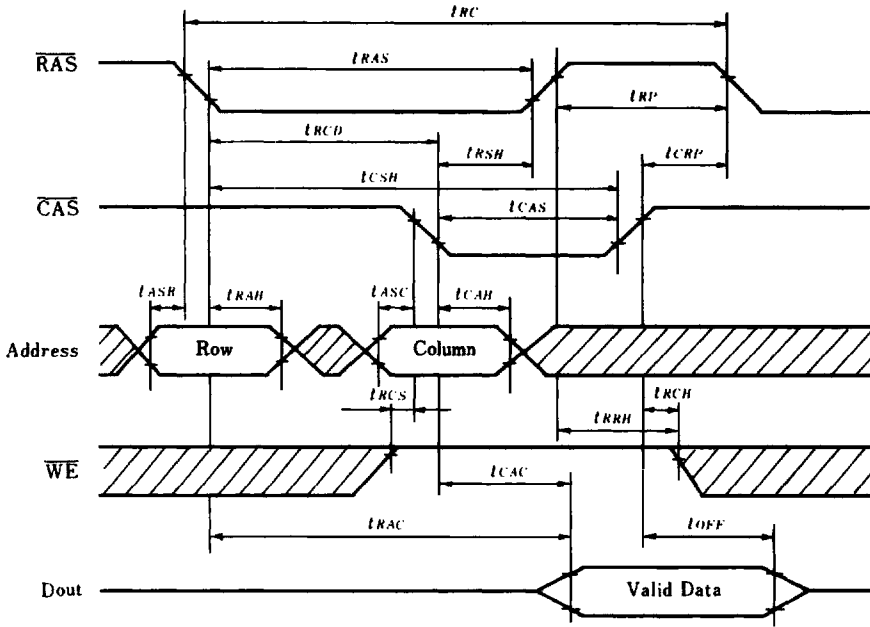 tRC
RAS
tRAS
tRP
tRCD
tRSH
tCRP
tCSH
CAS
tCAS
tASR
tRAH
tASC
tCAH
Address
Row
Column
tRCS
tRCH
tRRH
WE
tCAC
tRAC
tOFF
Dout
Valid Data